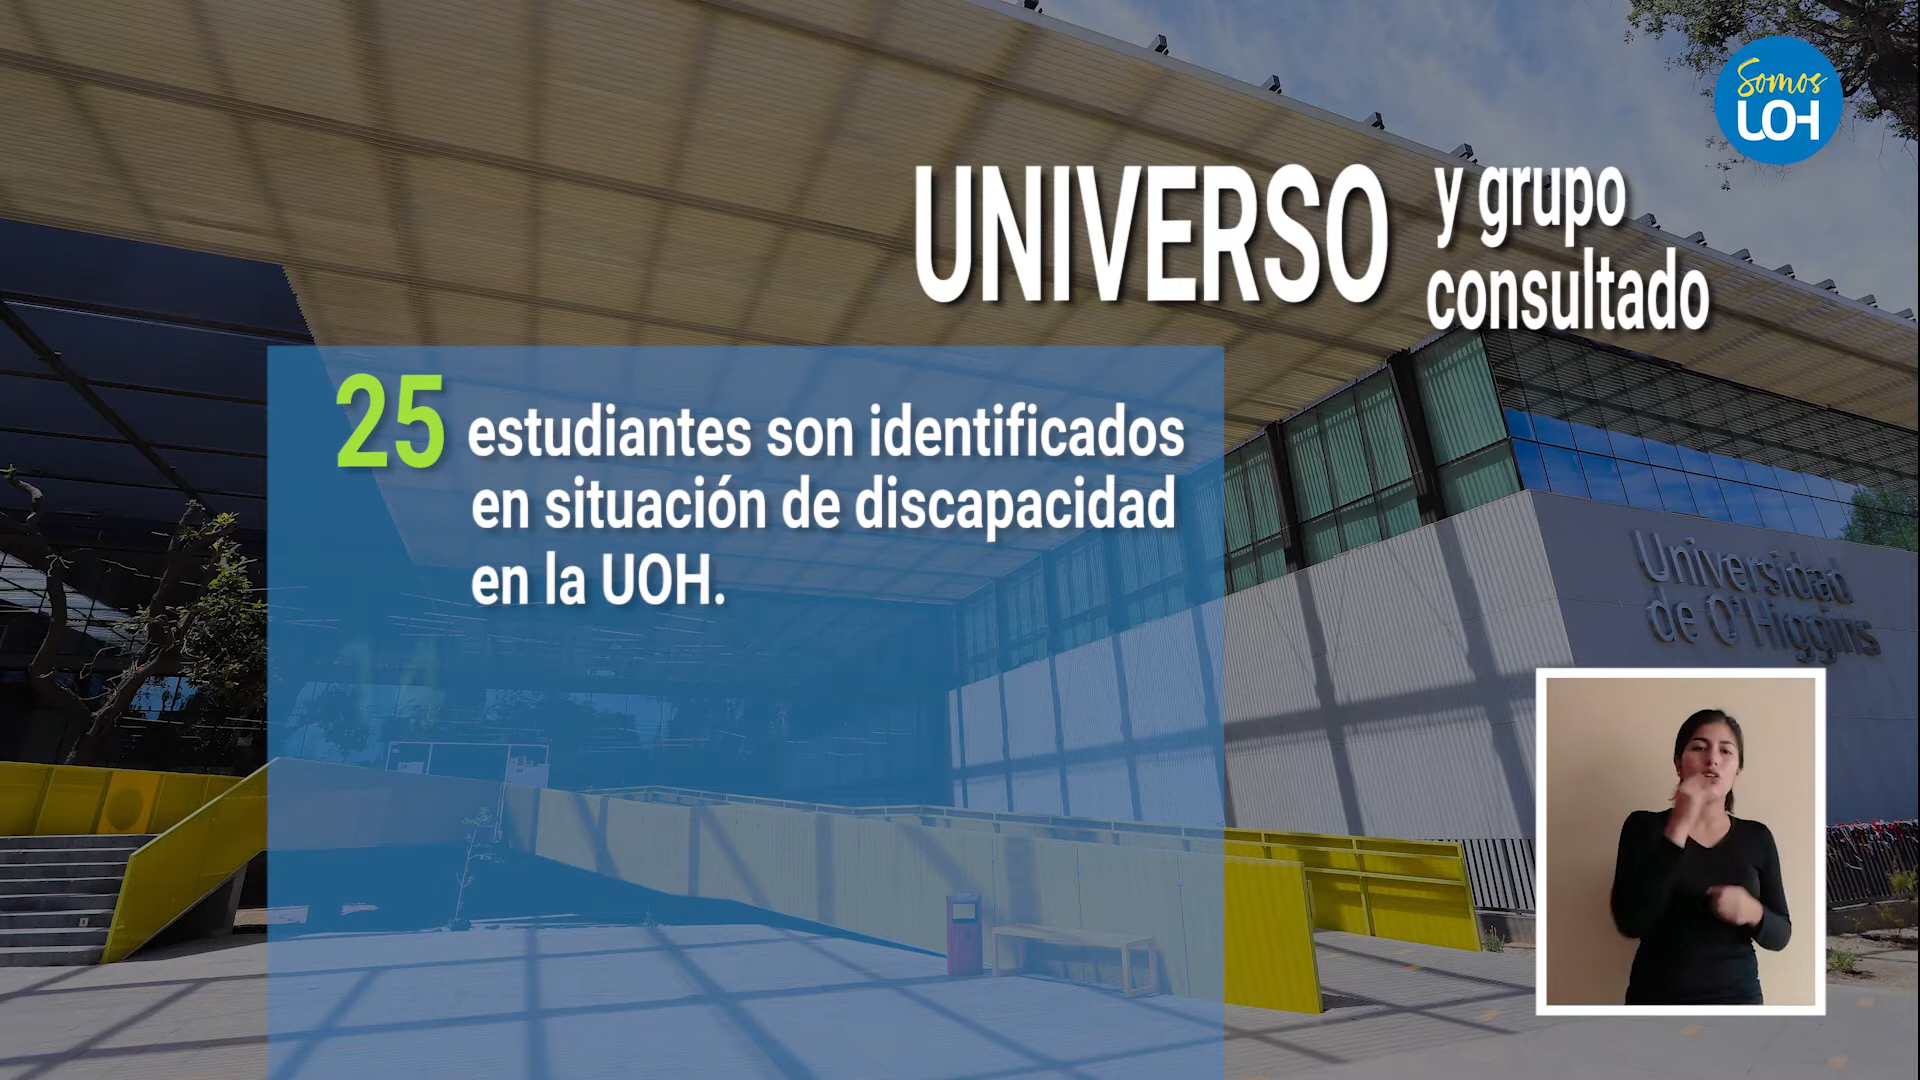 Somos
UOH
UNIVERSO y grupo
consultado
25 estudiantes son identificados
en situación de discapacidad
en la UOH.
Universidad
de O'Higgins